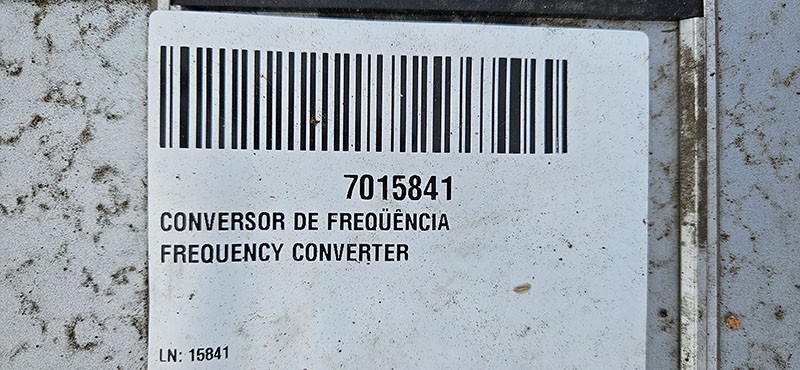 7015841
CONVERSOR DE FREQÜÊNCIA
FREQUENCY CONVERTER
LN: 15841